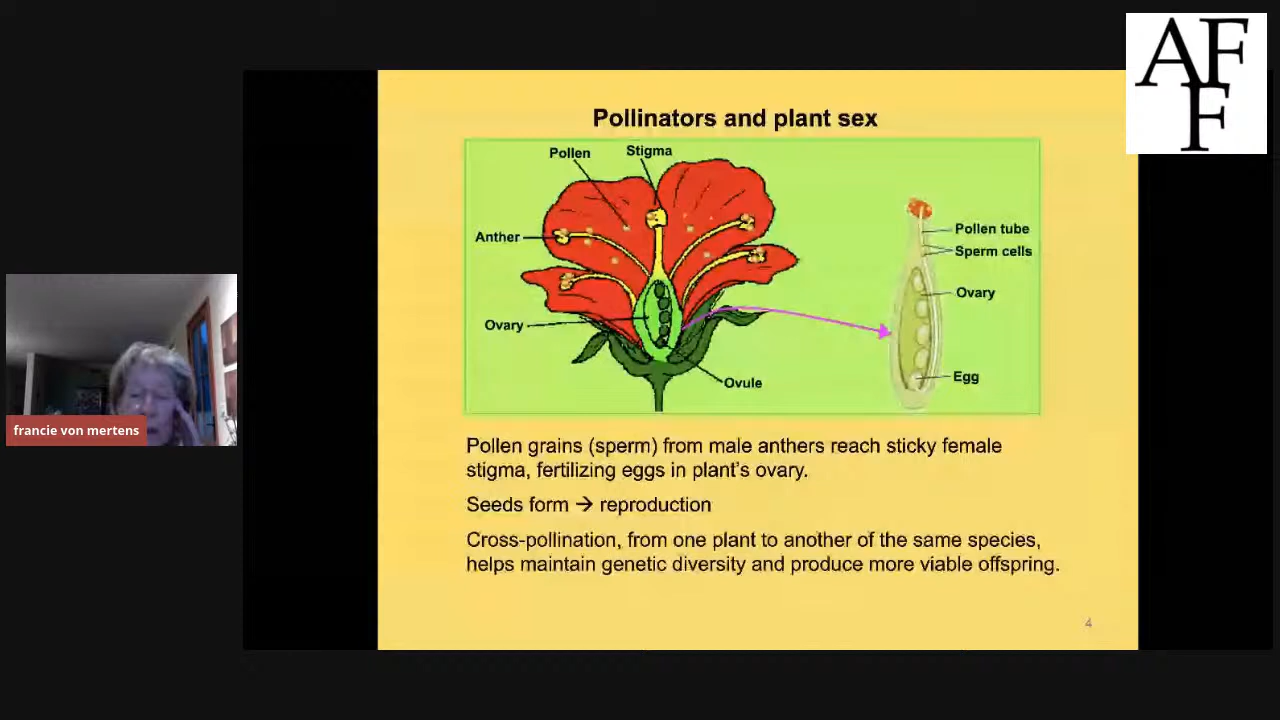 AF
F
Pollinators and plant sex
Pollen
Stigma
Anther
Ovary
Ovule
Pollen tube
Sperm cells
Ovary
Egg
francie von mertens
Pollen grains (sperm) from male anthers reach sticky female
stigma, fertilizing eggs in plant's ovary.
Seeds form → reproduction
Cross-pollination, from one plant to another of the same species,
helps maintain genetic diversity and produce more viable offspring.
4